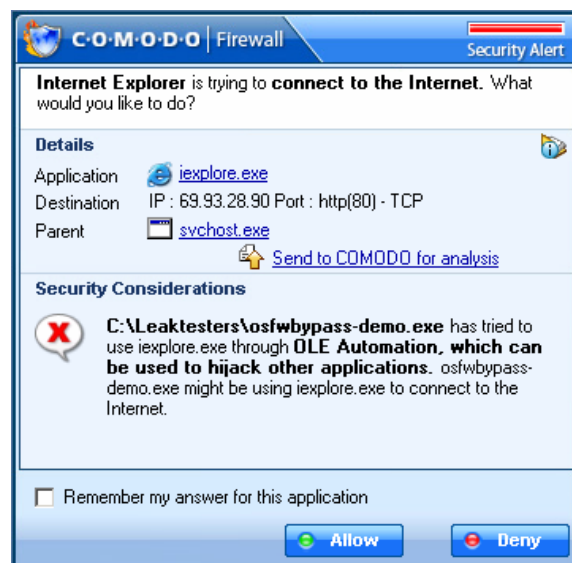 C·O·M·O·D·O | Firewall
Security Alert
Internet Explorer is trying to connect to the Internet. What
would you like to do?
Details
Application iexplore.exe
Destination IP : 69.93.28.90 Port : http(80) - TCP
Parent svchost.exe
Send to COMODO for analysis
Security Considerations
C:\Leaktesters\osfwbypass-demo.exe has tried to
use iexplore.exe through OLE Automation, which can
be used to hijack other applications. osfwbypass-
demo.exe might be using iexplore.exe to connect to the
Internet.
Remember my answer for this application
Allow
Deny